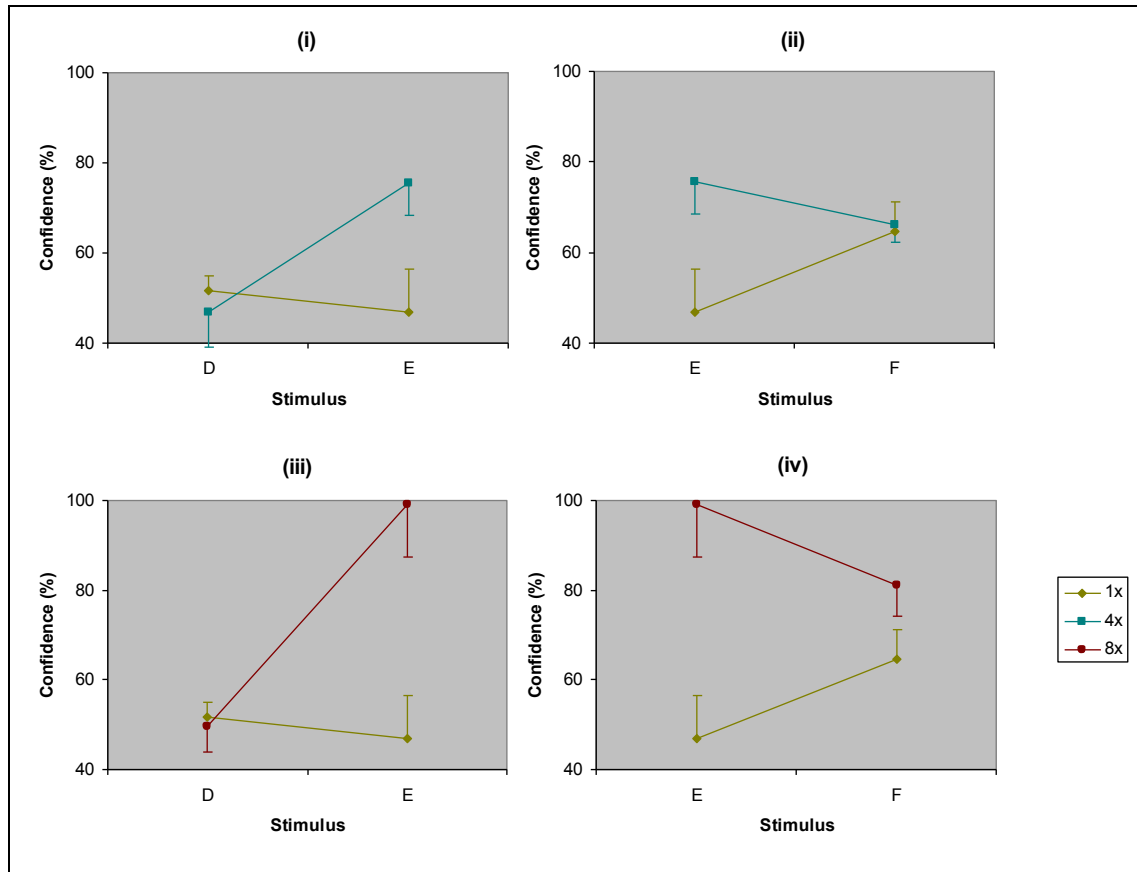 (i)
100
80
60
40
Confidence (%)
D E
Stimulus
(ii)
100
80
60
40
Confidence (%)
E F
Stimulus
(iii)
100
80
60
40
Confidence (%)
D E
Stimulus
(iv)
100
80
60
40
Confidence (%)
E F
Stimulus
1x
4x
8x